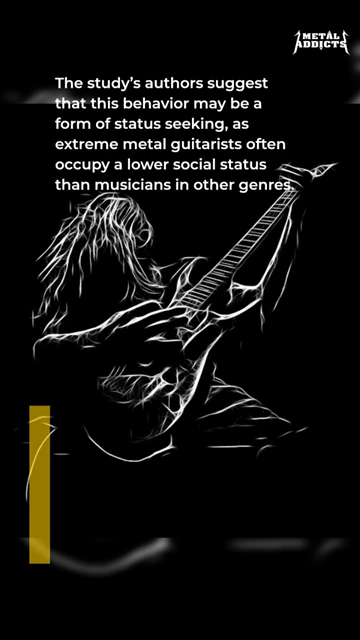 METAL
ADDICTS
The study’s authors suggest
that this behavior may be a
form of status seeking, as
extreme metal guitarists often
occupy a lower social status
than musicians in other genres.